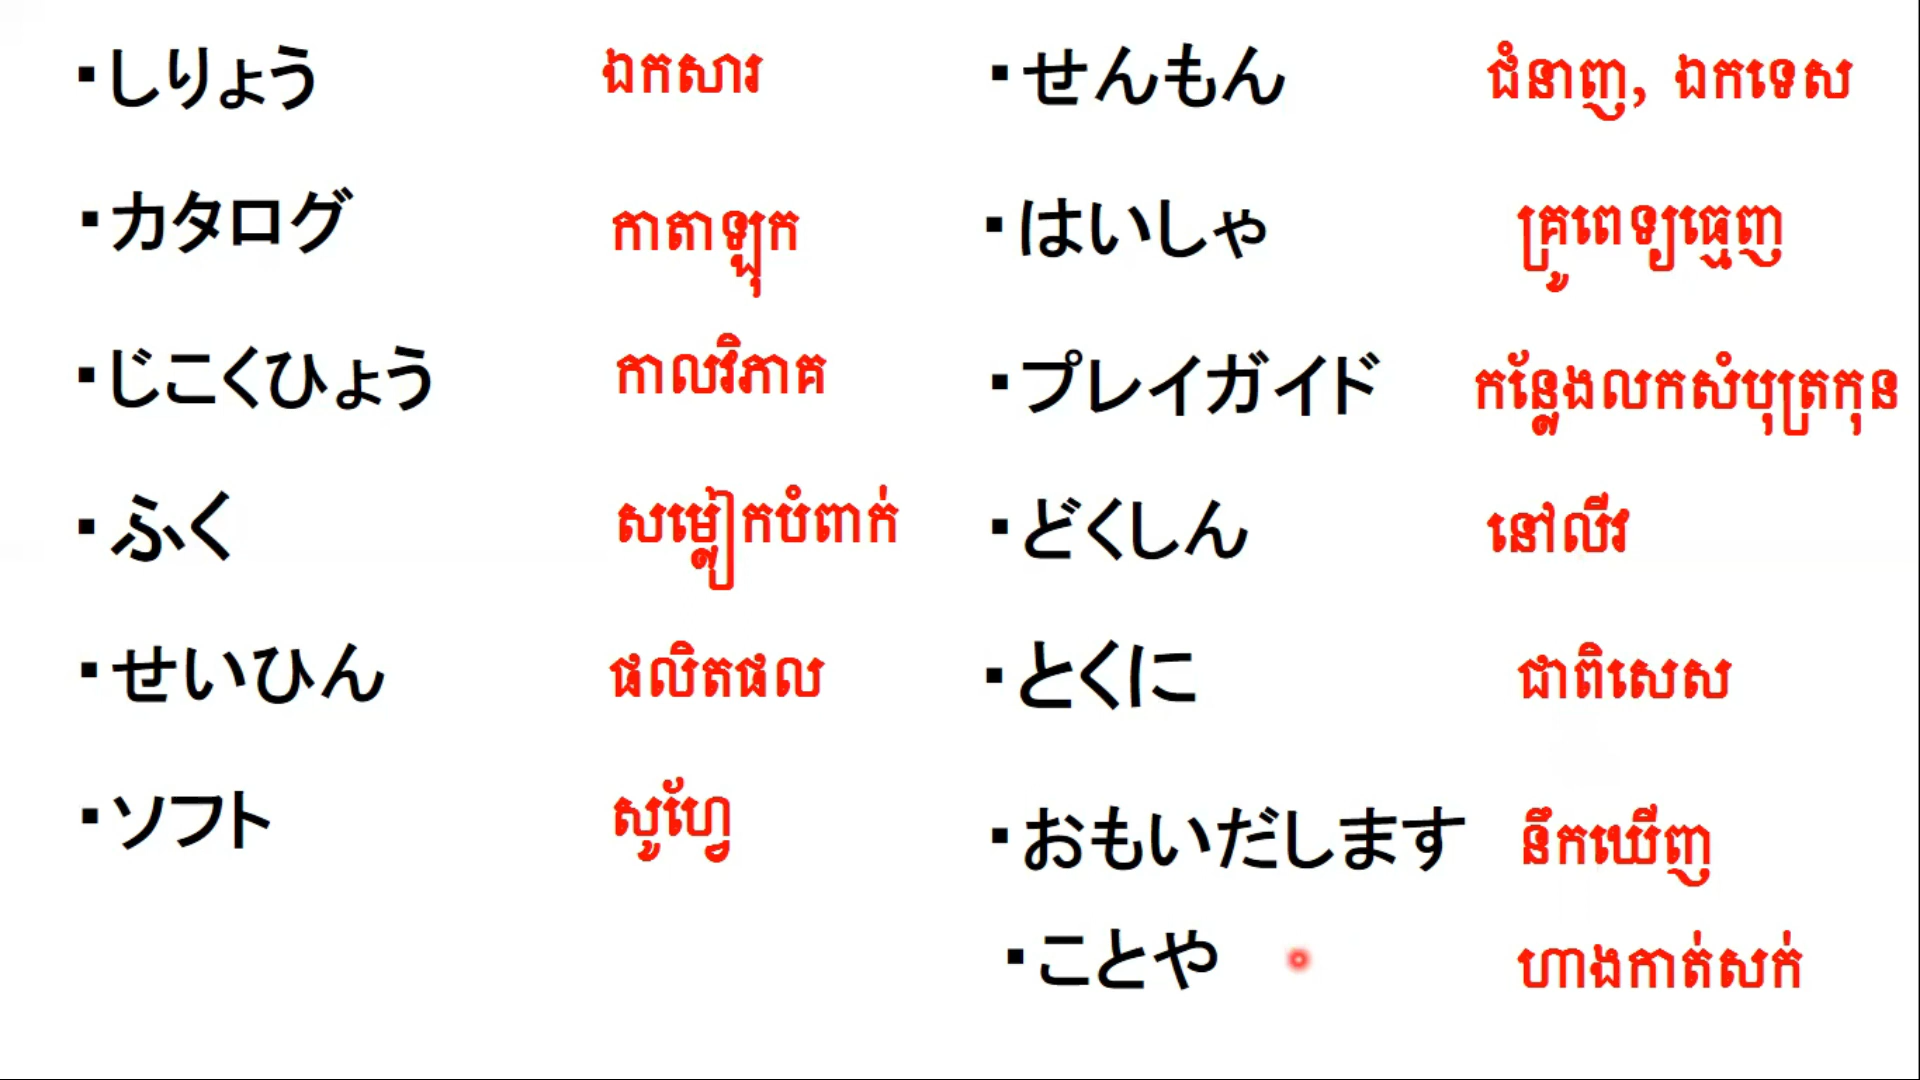 ▪しりょう ឯកសារ
▪カタログ កាតាឡុក
▪じこくひょう កាលវិភាគ
▪ふく សម្លៀកបំពាក់
▪せいひん ផលិតផល
▪ソフト សូហ្វែ
▪せんもん ជំនាញ, ឯកទេស
▪はいしゃ គ្រូពេទ្យធ្មេញ
▪プレイガイド កន្លែងលកសំបុត្រកុន
▪どくしん នៅលីវ
▪とくに ជាពិសេស
▪おもいだします នឹកឃើញ
▪ことや ហាងកាត់សក់